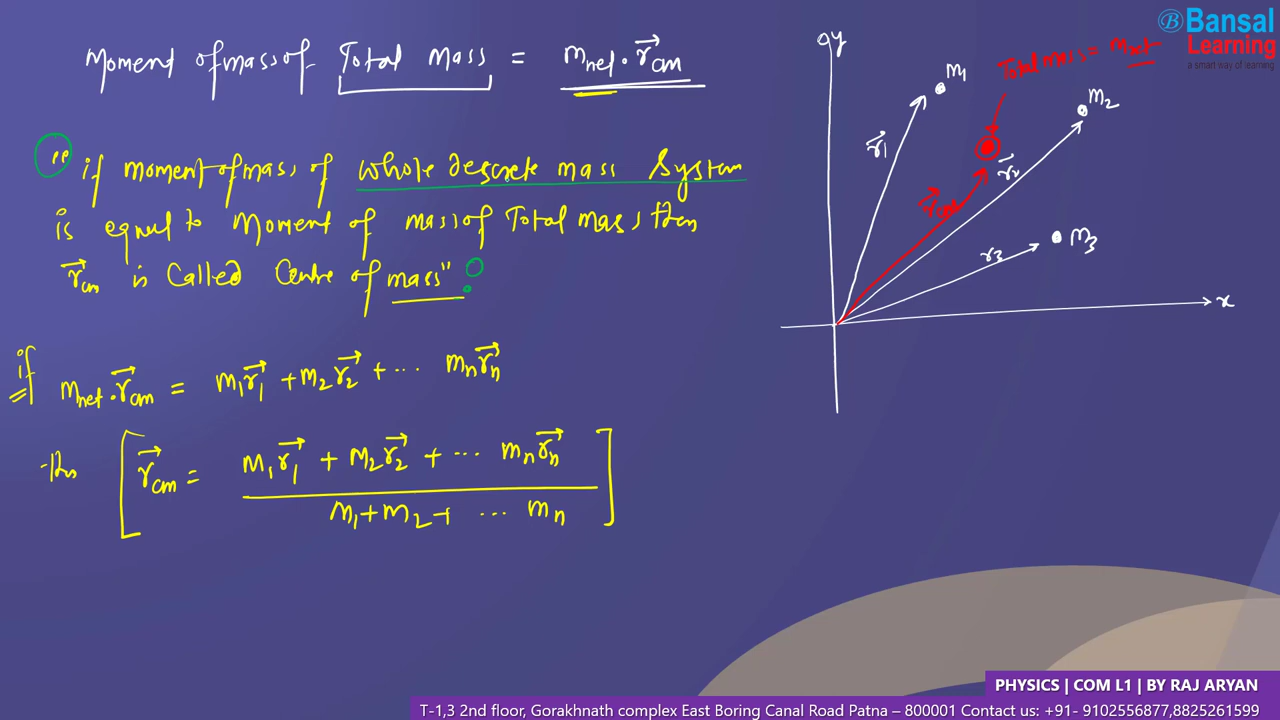 Moment of mass of Total Mass = m_net . r⃗_cm
" if moment of mass of whole descrete mass System
is equal to Moment of mass of Total mass then
r⃗_cm is Called Centre of mass" :
if
m_net . r⃗_cm = m₁r⃗₁ + m₂r⃗₂ + ... mₙr⃗ₙ
then [ r⃗_cm = m₁r⃗₁ + m₂r⃗₂ + ... mₙr⃗ₙ
m₁ + m₂ + ... mₙ ]
y
Total mass = m_net
m₁
m₂
r⃗₁
r⃗₂
r⃗_cm
m₃
r₃
x
Bansal
Learning
a smart way of learning.
PHYSICS | COM L1 | BY RAJ ARYAN
T-1,3 2nd floor, Gorakhnath complex East Boring Canal Road Patna – 800001 Contact us: +91- 9102556877,8825261599